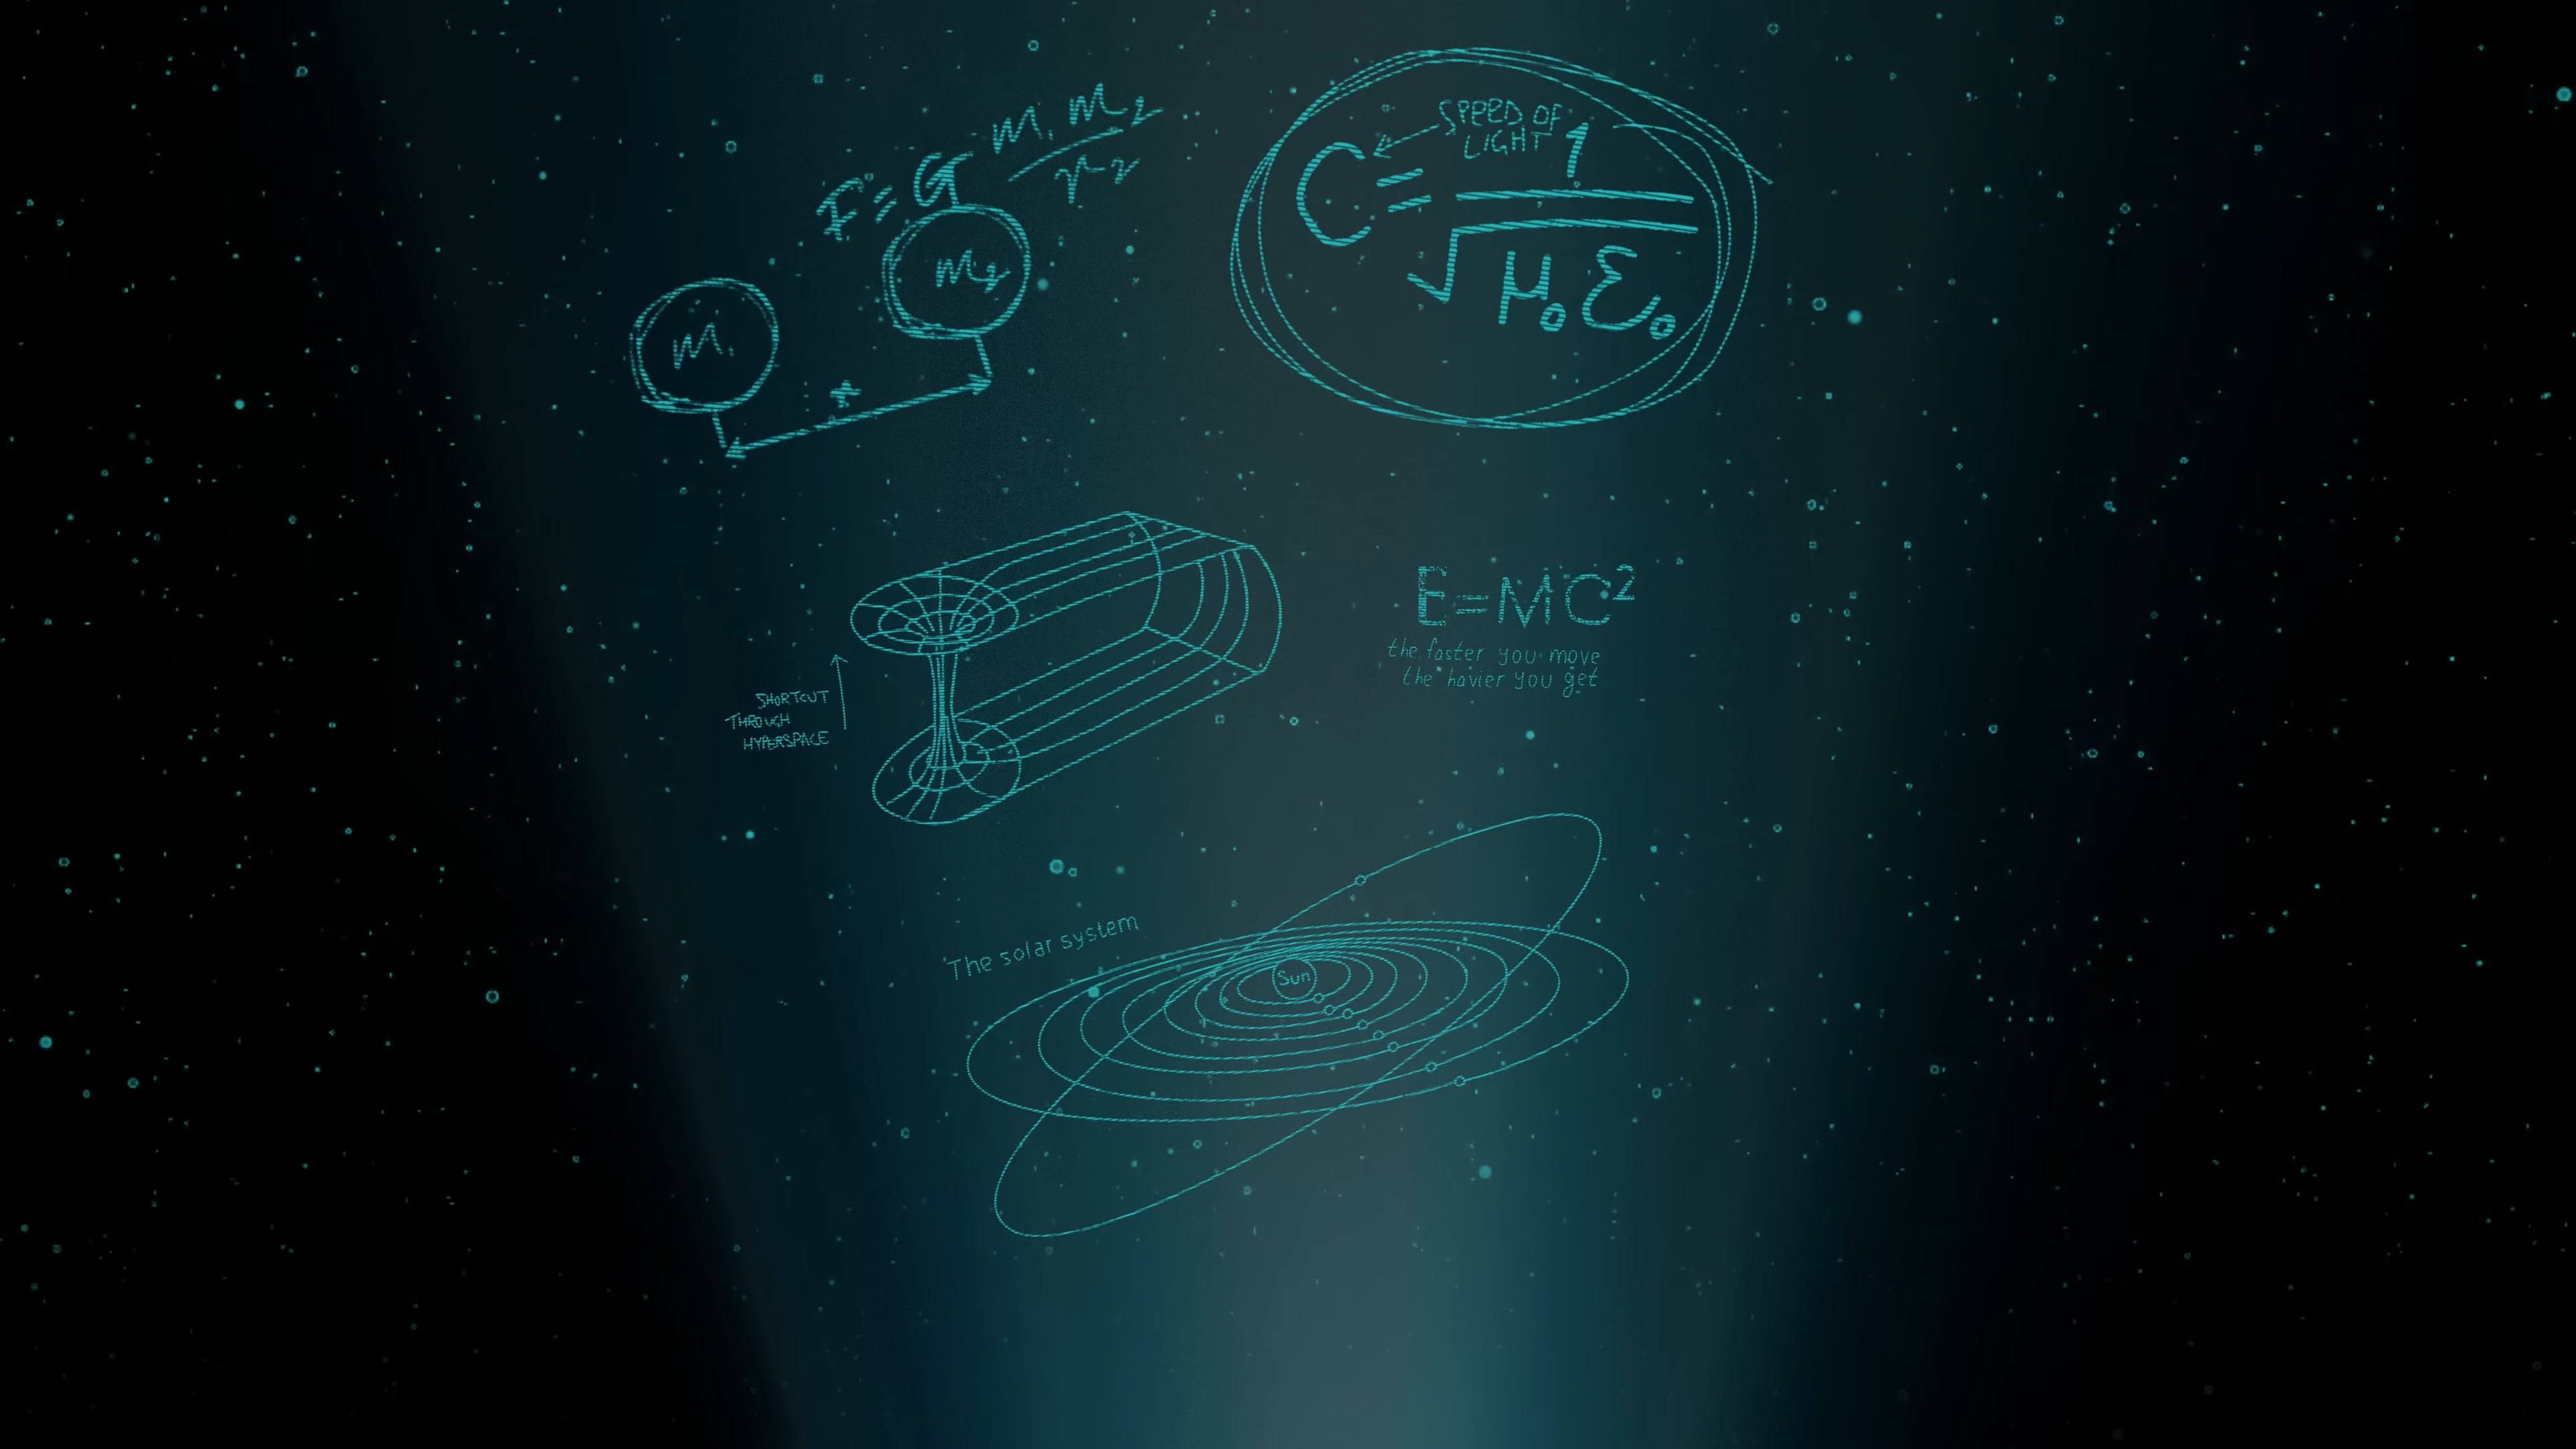 F=G m₁m₂/r²
m₁
m₂
r
SPEED OF
LIGHT
C=1/√μ₀ε₀
SHORTCUT
THROUGH
HYPERSPACE
E=MC²
the faster you move
the havier you get
The solar system
Sun